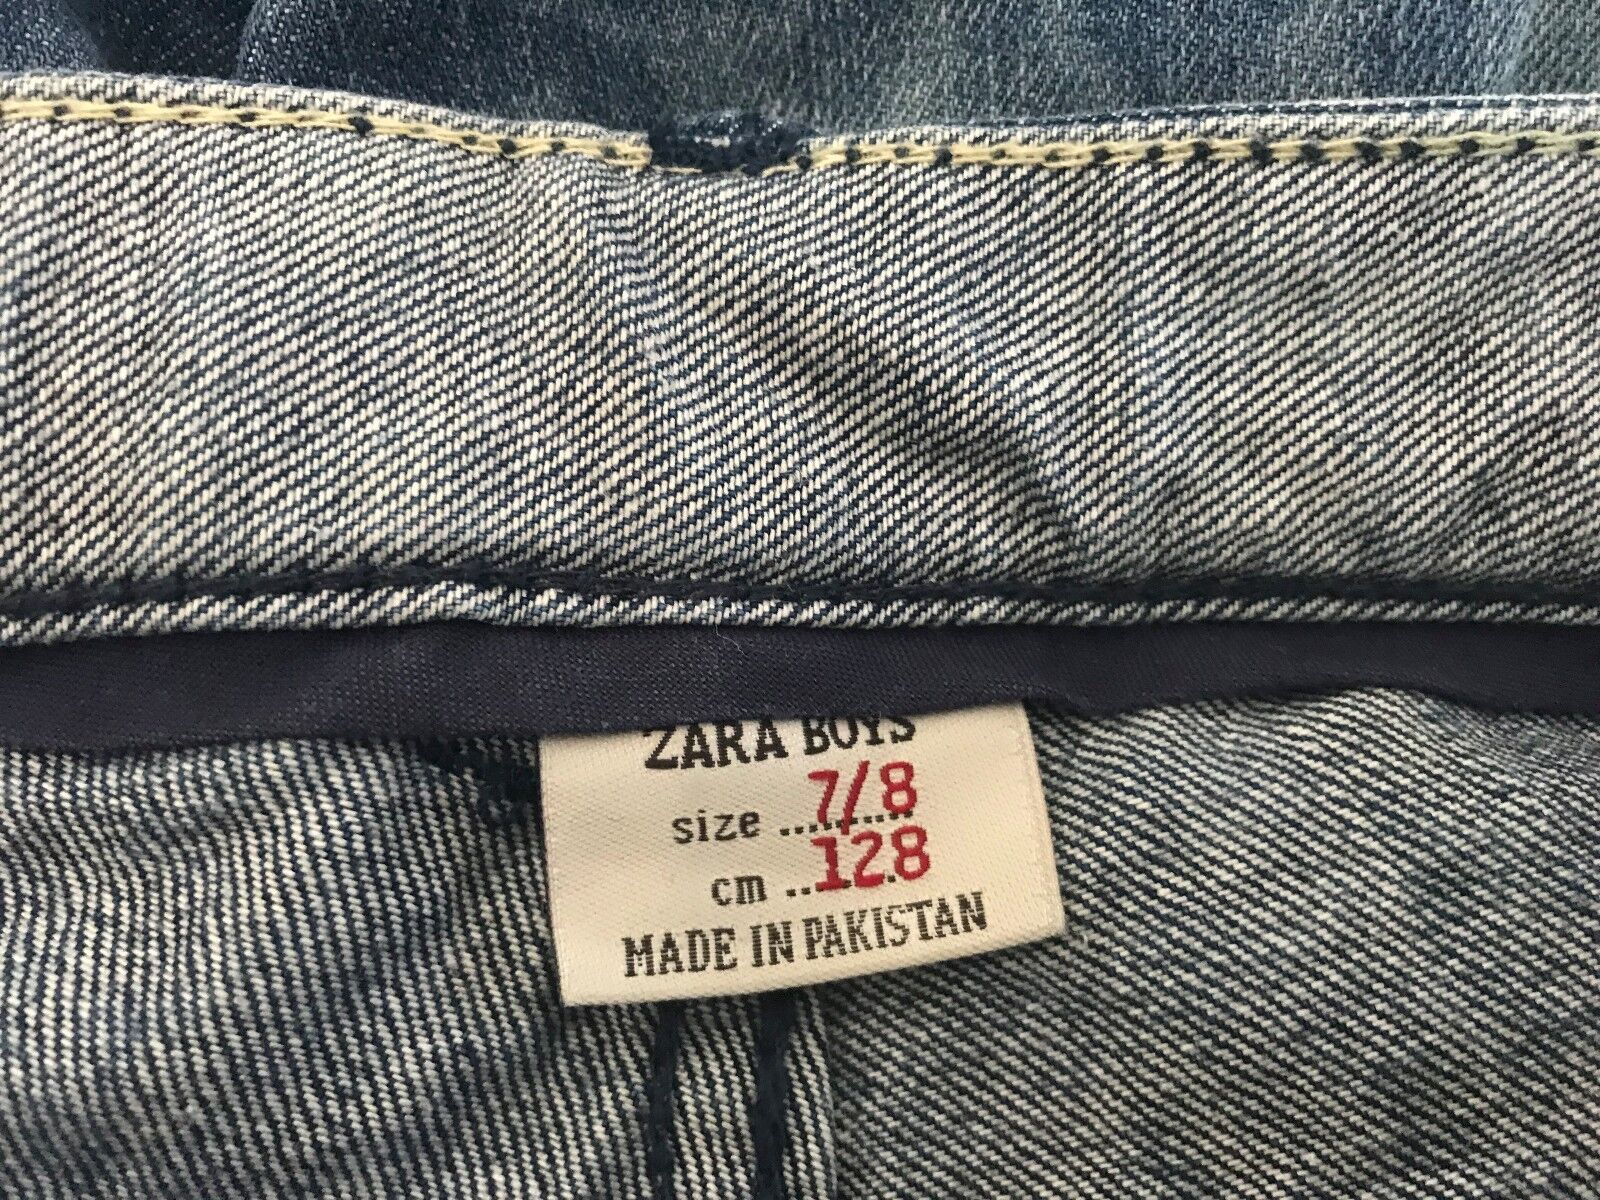 ZARA BOYS
size ........... 7/8
cm ......... 128
MADE IN PAKISTAN